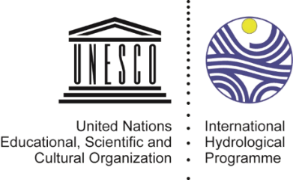 UNESCO
United Nations
Educational, Scientific and
Cultural Organization
International
Hydrological
Programme